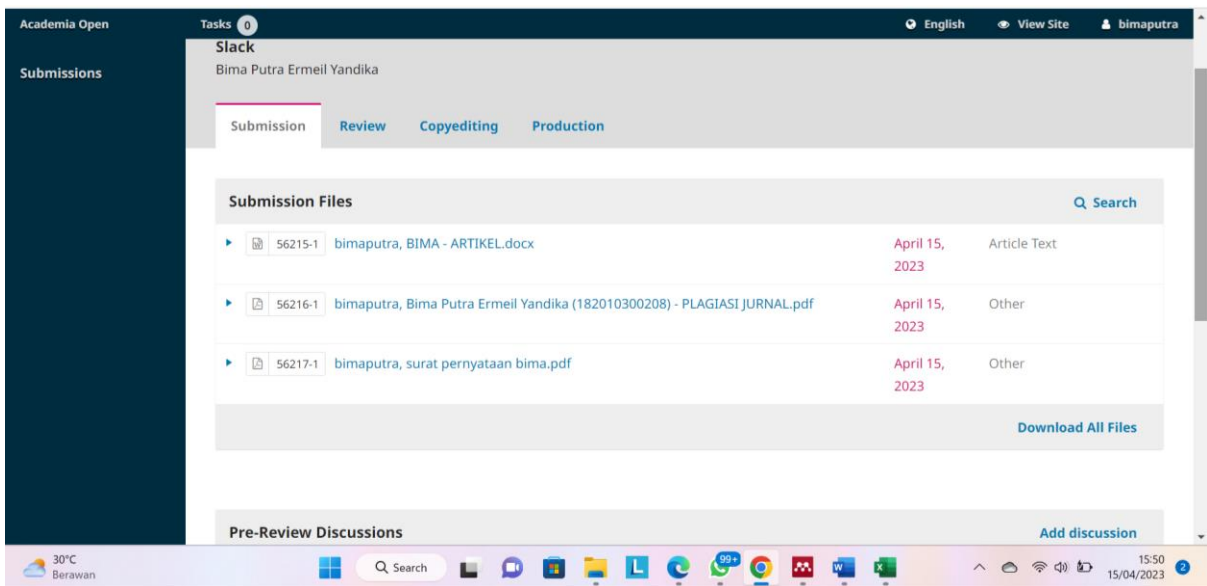 Academia Open Tasks 0 English View Site bimaputra
Slack
Submissions
Bima Putra Ermeil Yandika
Submission Review Copyediting Production
Submission Files Search
56215-1 bimaputra, BIMA - ARTIKEL.docx April 15, 2023 Article Text
56216-1 bimaputra, Bima Putra Ermeil Yandika (182010300208) - PLAGIASI JURNAL.pdf April 15, 2023 Other
56217-1 bimaputra, surat pernyataan bima.pdf April 15, 2023 Other
Download All Files
Pre-Review Discussions Add discussion
30°C
Berawan
Search
99+
15:50
15/04/2023
2